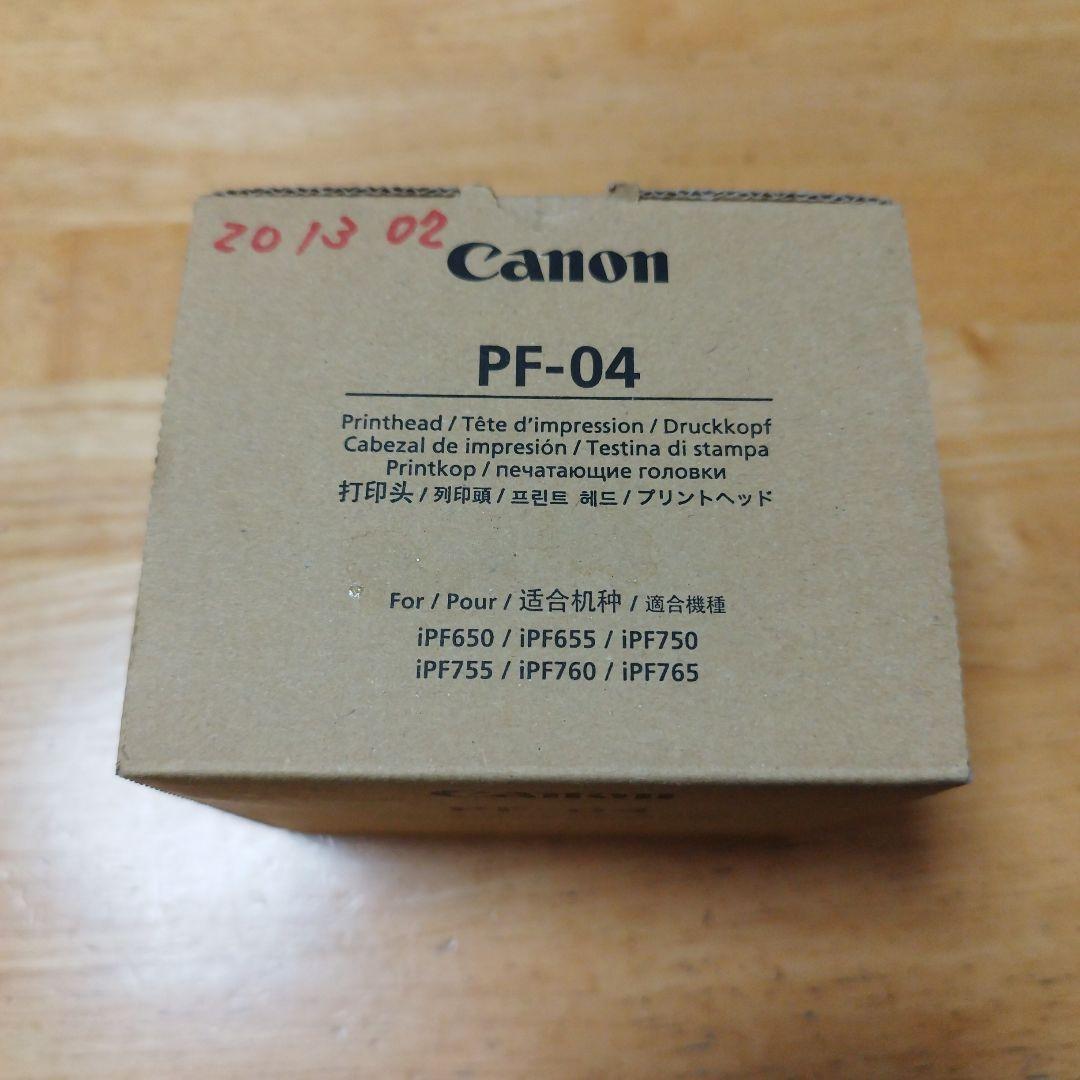 2013 02
Canon
PF-04
Printhead / Tête d'impression / Druckkopf
Cabezal de impresión / Testina di stampa
Printkop / печатающие головки
打印头 / 列印頭 / 프린트 헤드 / プリントヘッド
For / Pour / 适合机种 / 適合機種
iPF650 / iPF655 / iPF750
iPF755 / iPF760 / iPF765
Canon